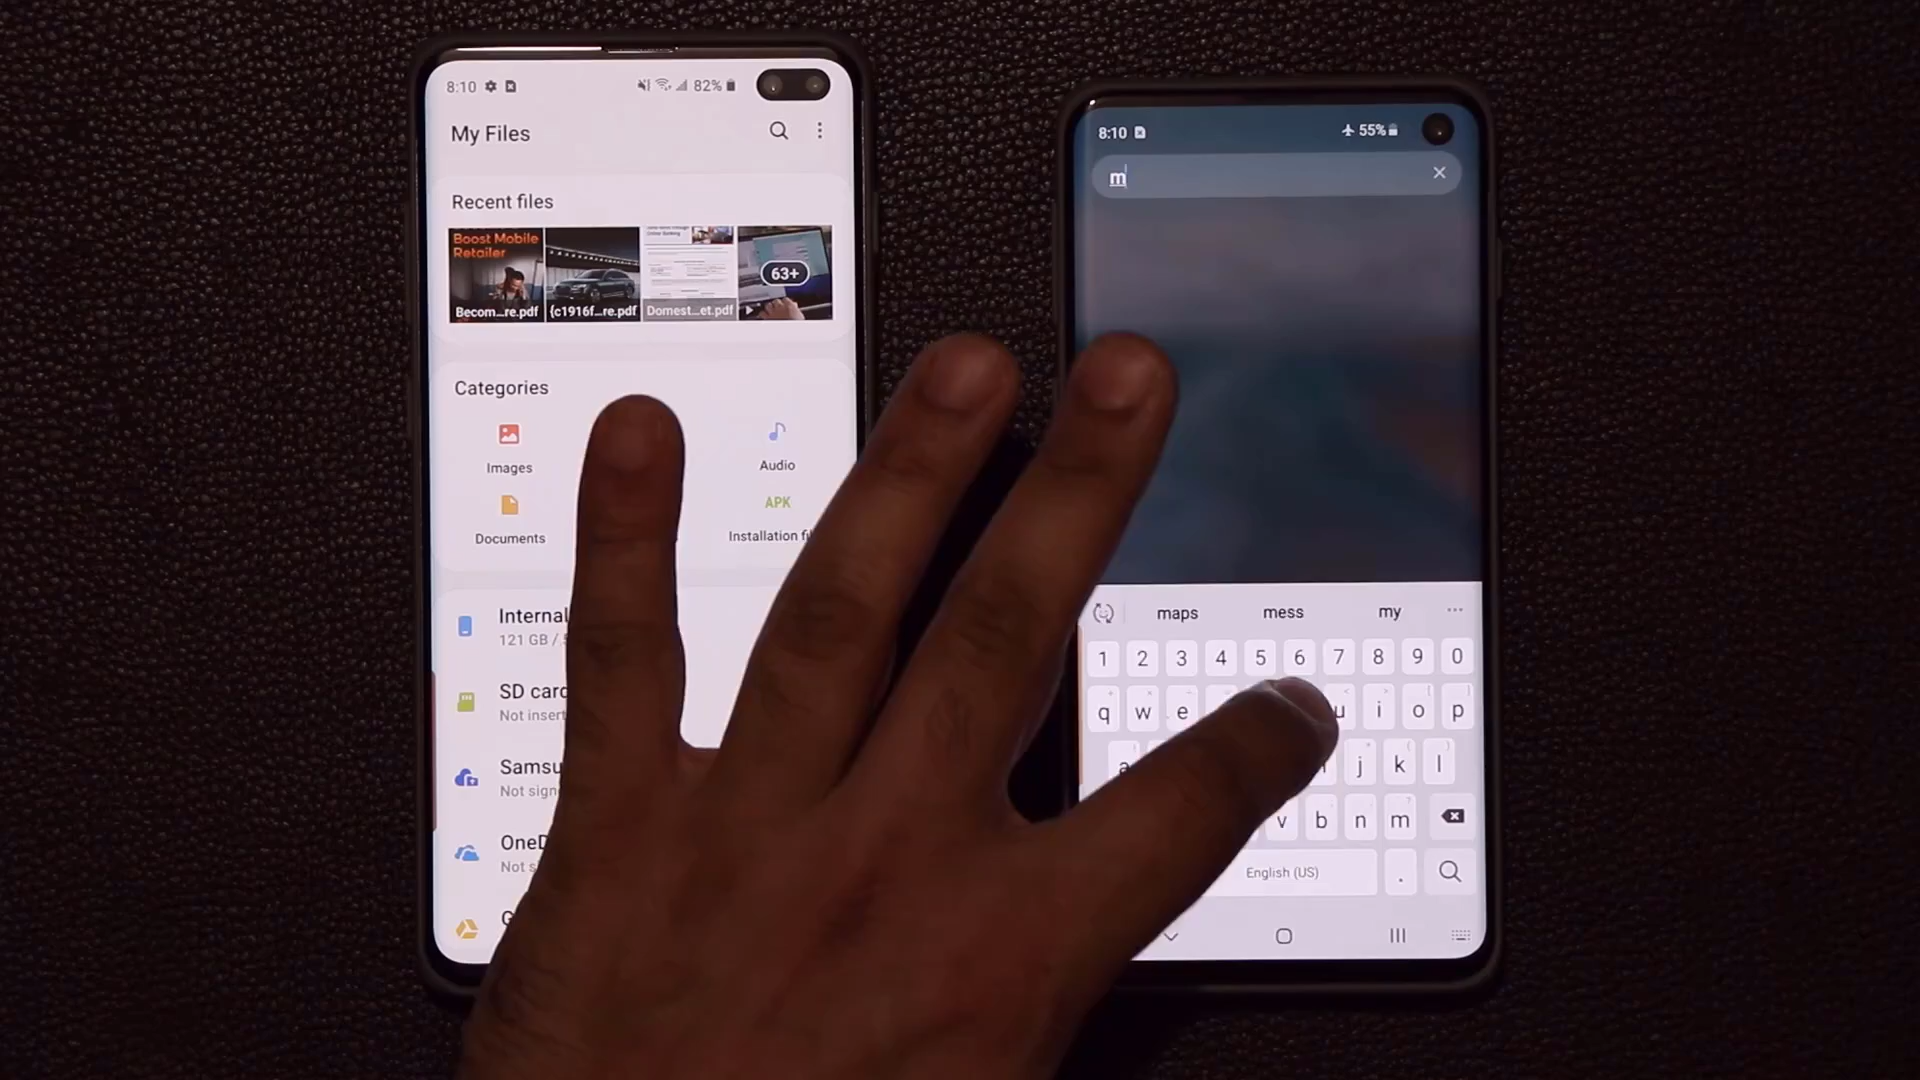 8:10 82%
My Files
Recent files
Boost Mobile
Retailer
63+
Becom...re.pdf {c1916f...re.pdf Domest...et.pdf
Categories
Images
Audio
Documents
APK
Installation
Internal
121 GB /
SD card
Not insert
Samsu
Not sign
OneD
Not s
G
8:10 55%
m
maps mess my
1 2 3 4 5 6 7 8 9 0
q w e u i o p
a j k l
v b n m
English (US) .